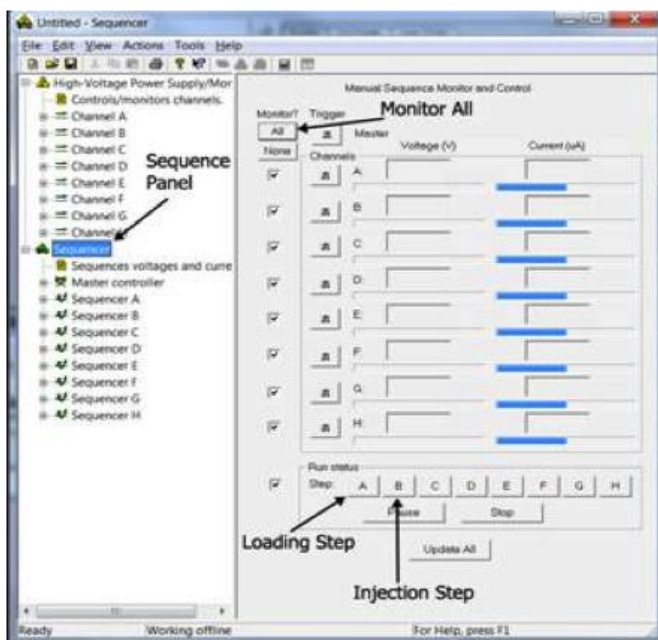 Untitled - Sequencer
File Edit View Actions Tools Help
High-Voltage Power Supply/Mor
Controls/monitors channels.
Channel A
Channel B
Channel C
Channel D
Channel E
Channel F
Channel G
Channel
Sequencer
Sequences voltages and curre
Master controller
Sequencer A
Sequencer B
Sequencer C
Sequencer D
Sequencer E
Sequencer F
Sequencer G
Sequencer H
Sequence
Panel
Manual Sequence Monitor and Control
Monitor? Trigger Monitor All
All Master
None Channels Voltage (V) Current (uA)
A:
B:
C:
D:
E:
F:
G:
H:
Run status
Step: A B C D E F G H
Pause Stop
Loading Step
Update All
Injection Step
Ready Working offline For Help, press F1